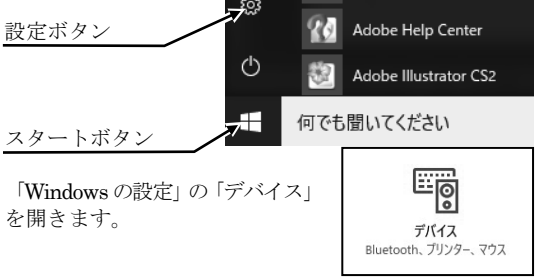 設定ボタン
Adobe Help Center
Adobe Illustrator CS2
何でも聞いてください
スタートボタン
「Windows の設定」の「デバイス」
を開きます。
デバイス
Bluetooth、プリンター、マウス